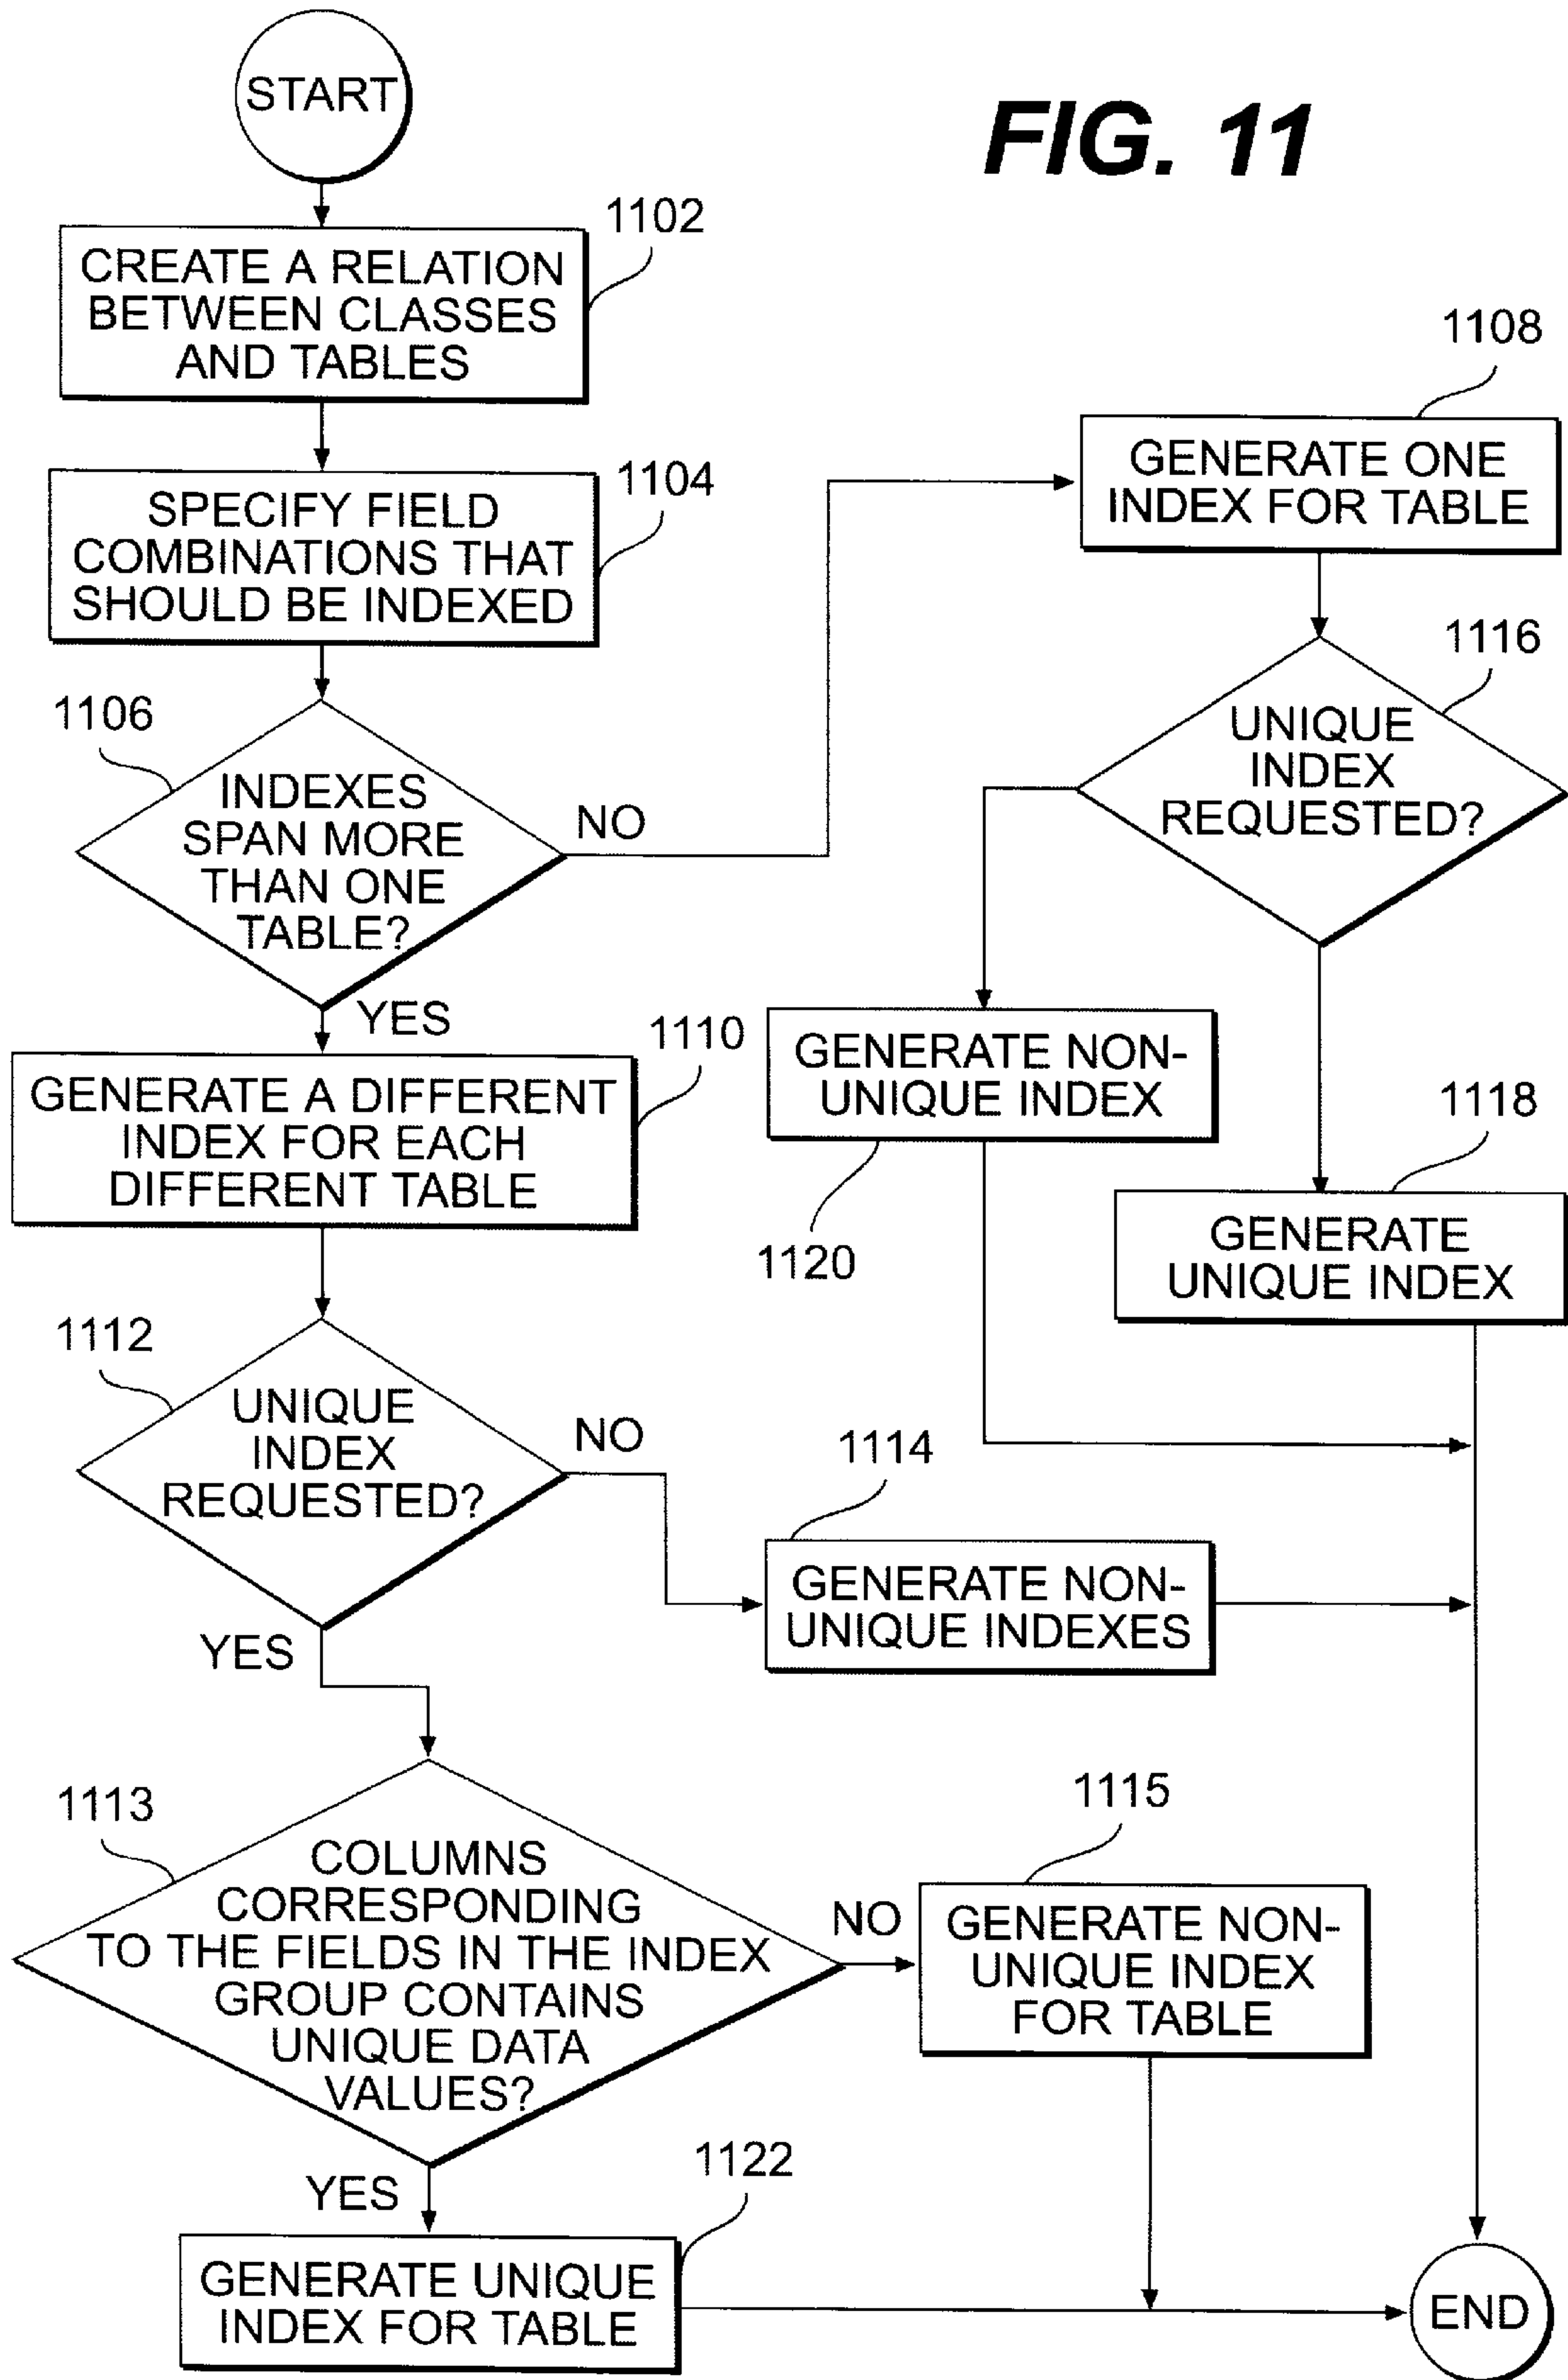 START
FIG. 11
1102
CREATE A RELATION
BETWEEN CLASSES
AND TABLES
1104
SPECIFY FIELD
COMBINATIONS THAT
SHOULD BE INDEXED
1106
INDEXES
SPAN MORE
THAN ONE
TABLE?
NO
YES
1108
GENERATE ONE
INDEX FOR TABLE
1116
UNIQUE
INDEX
REQUESTED?
GENERATE NON-
UNIQUE INDEX
1120
1118
GENERATE
UNIQUE INDEX
1110
GENERATE A DIFFERENT
INDEX FOR EACH
DIFFERENT TABLE
1112
UNIQUE
INDEX
REQUESTED?
NO
YES
1114
GENERATE NON-
UNIQUE INDEXES
1113
COLUMNS
CORRESPONDING
TO THE FIELDS IN THE INDEX
GROUP CONTAINS
UNIQUE DATA
VALUES?
NO
YES
1115
GENERATE NON-
UNIQUE INDEX
FOR TABLE
1122
GENERATE UNIQUE
INDEX FOR TABLE
END